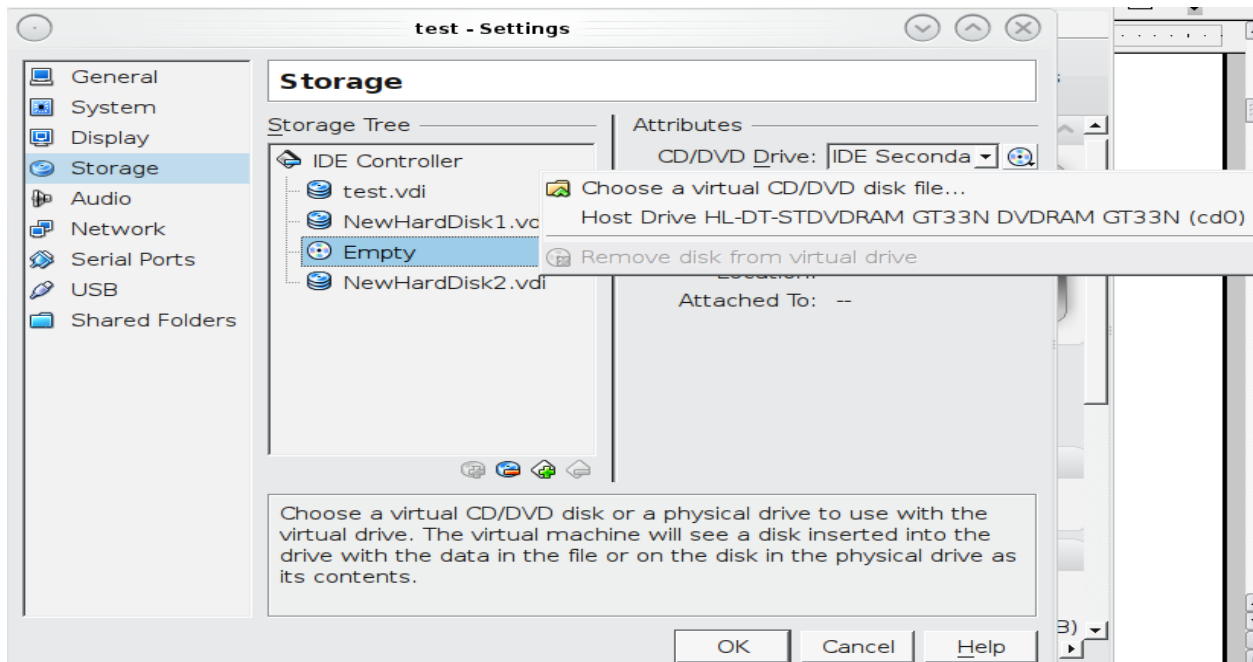 test - Settings
General
System
Display
Storage
Audio
Network
Serial Ports
USB
Shared Folders
Storage
Storage Tree
IDE Controller
test.vdi
NewHardDisk1.vd
Empty
NewHardDisk2.vdi
Attributes
CD/DVD Drive: IDE Seconda
Choose a virtual CD/DVD disk file...
Host Drive HL-DT-STDVDRAM GT33N DVDRAM GT33N (cd0)
Remove disk from virtual drive
Location:
Attached To: --
Choose a virtual CD/DVD disk or a physical drive to use with the
virtual drive. The virtual machine will see a disk inserted into the
drive with the data in the file or on the disk in the physical drive as
its contents.
B)
OK Cancel Help